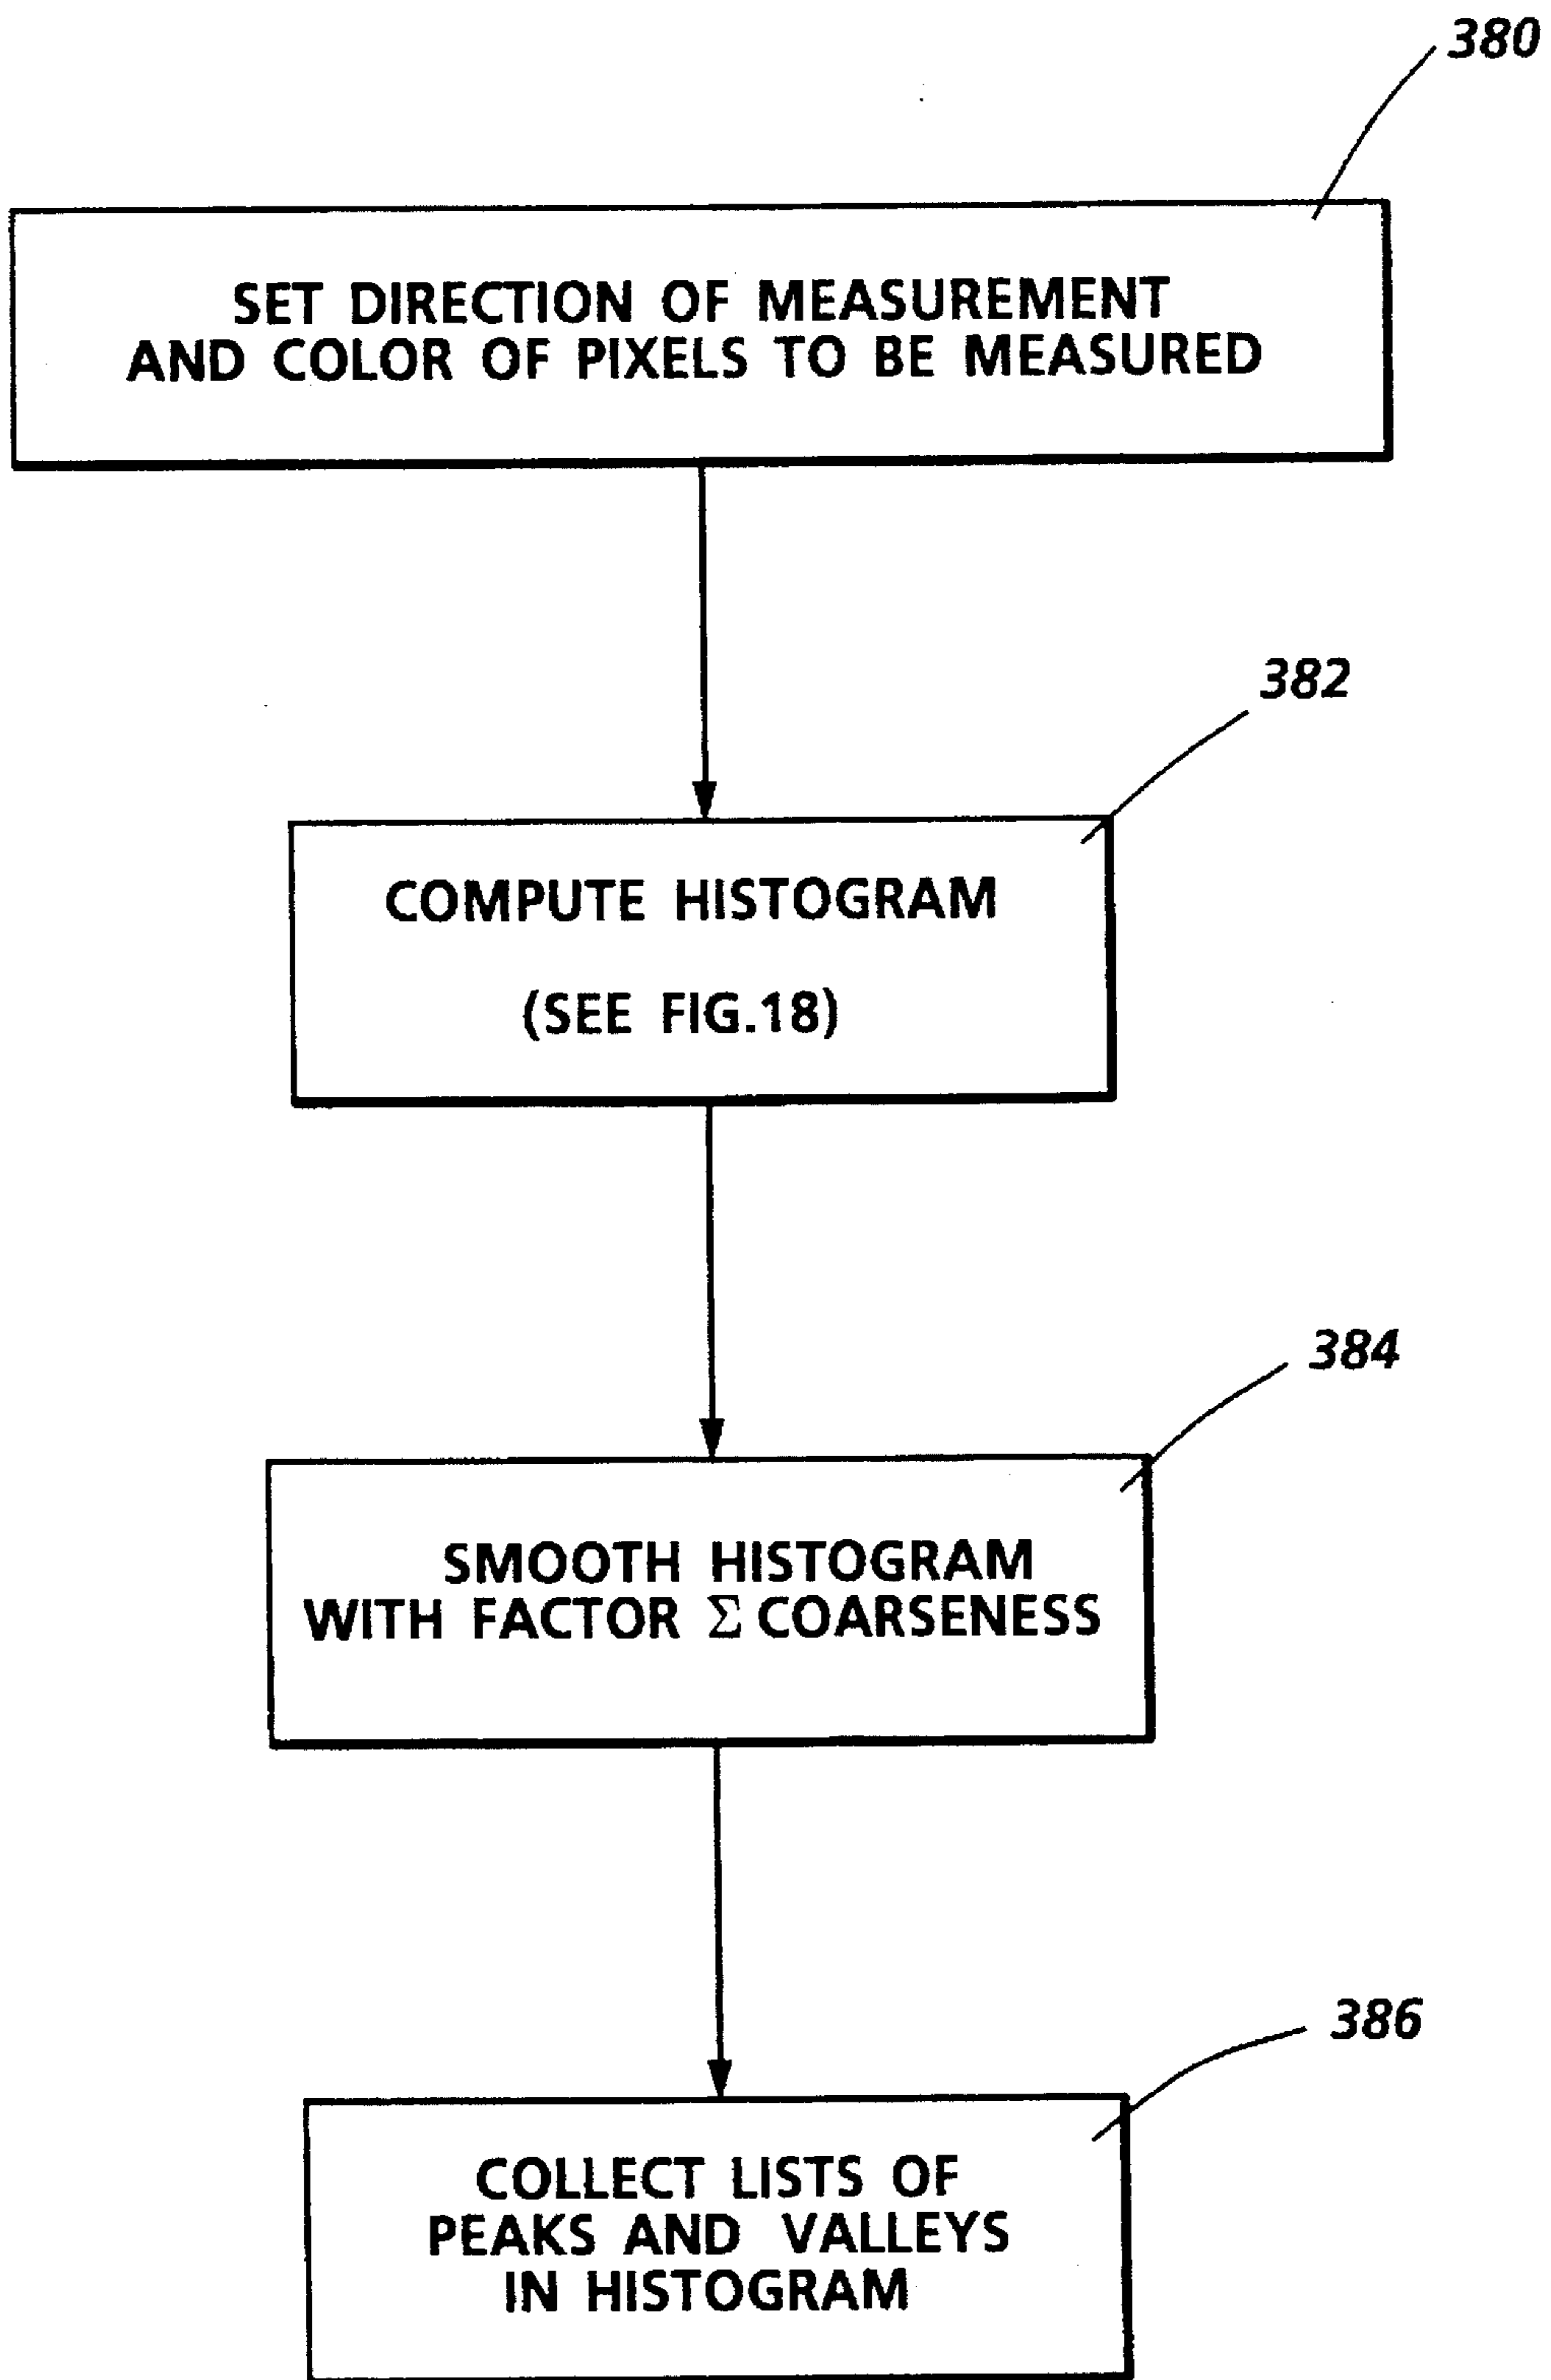 380
SET DIRECTION OF MEASUREMENT
AND COLOR OF PIXELS TO BE MEASURED
382
COMPUTE HISTOGRAM
(SEE FIG.18)
384
SMOOTH HISTOGRAM
WITH FACTOR Σ COARSENESS
386
COLLECT LISTS OF
PEAKS AND VALLEYS
IN HISTOGRAM